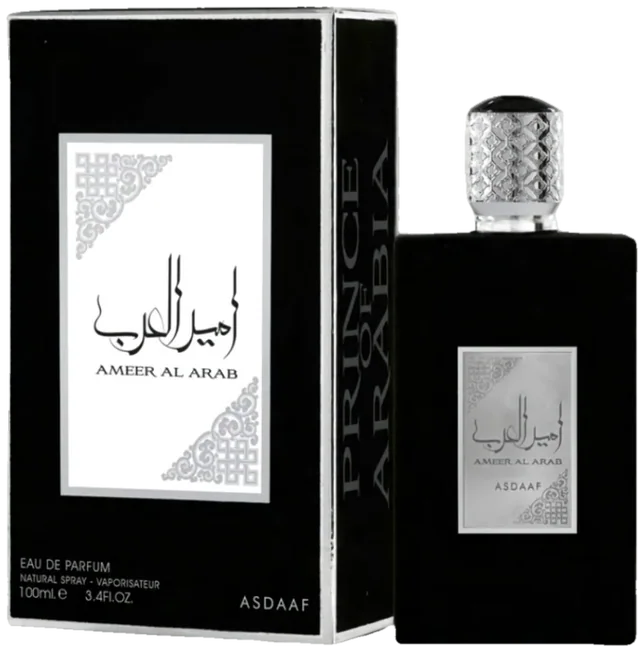 أمير العرب
AMEER AL ARAB
EAU DE PARFUM
NATURAL SPRAY - VAPORISATEUR
100ml.e 3.4Fl.OZ.
ASDAAF
PRINCE
OF
ARABIA
أمير العرب
AMEER AL ARAB
ASDAAF